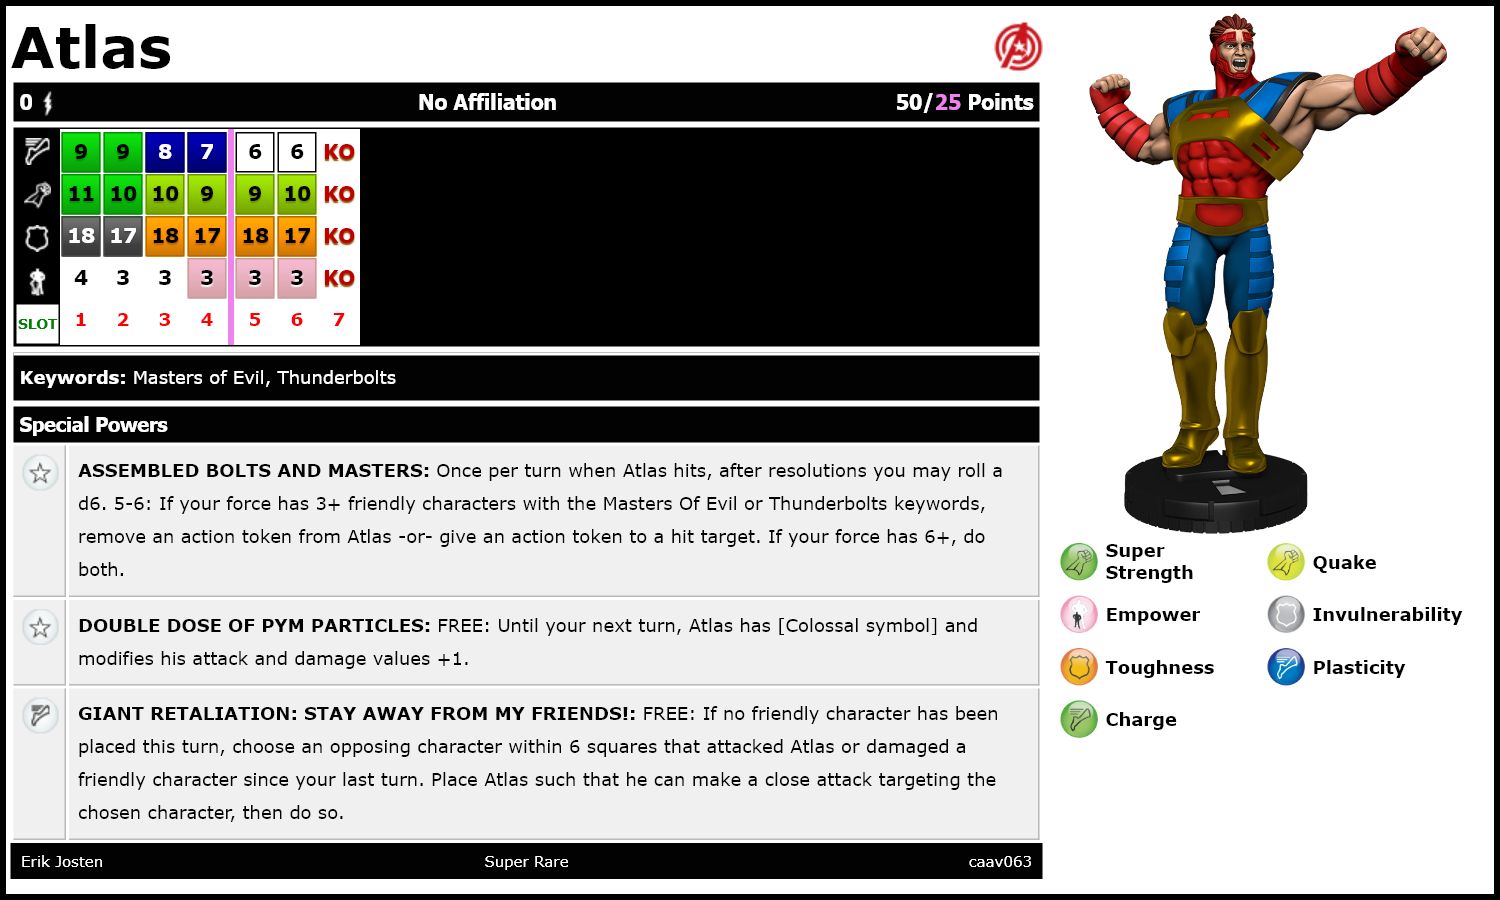 Atlas
0 No Affiliation 50/25 Points
9 9 8 7 6 6 KO
11 10 10 9 9 10 KO
18 17 18 17 18 17 KO
4 3 3 3 3 3 KO
SLOT 1 2 3 4 5 6 7
Keywords: Masters of Evil, Thunderbolts
Special Powers
ASSEMBLED BOLTS AND MASTERS: Once per turn when Atlas hits, after resolutions you may roll a
d6. 5-6: If your force has 3+ friendly characters with the Masters Of Evil or Thunderbolts keywords,
remove an action token from Atlas -or- give an action token to a hit target. If your force has 6+, do
both.
DOUBLE DOSE OF PYM PARTICLES: FREE: Until your next turn, Atlas has [Colossal symbol] and
modifies his attack and damage values +1.
GIANT RETALIATION: STAY AWAY FROM MY FRIENDS!: FREE: If no friendly character has been
placed this turn, choose an opposing character within 6 squares that attacked Atlas or damaged a
friendly character since your last turn. Place Atlas such that he can make a close attack targeting the
chosen character, then do so.
Erik Josten Super Rare caav063
Super
Strength
Quake
Empower
Invulnerability
Toughness
Plasticity
Charge